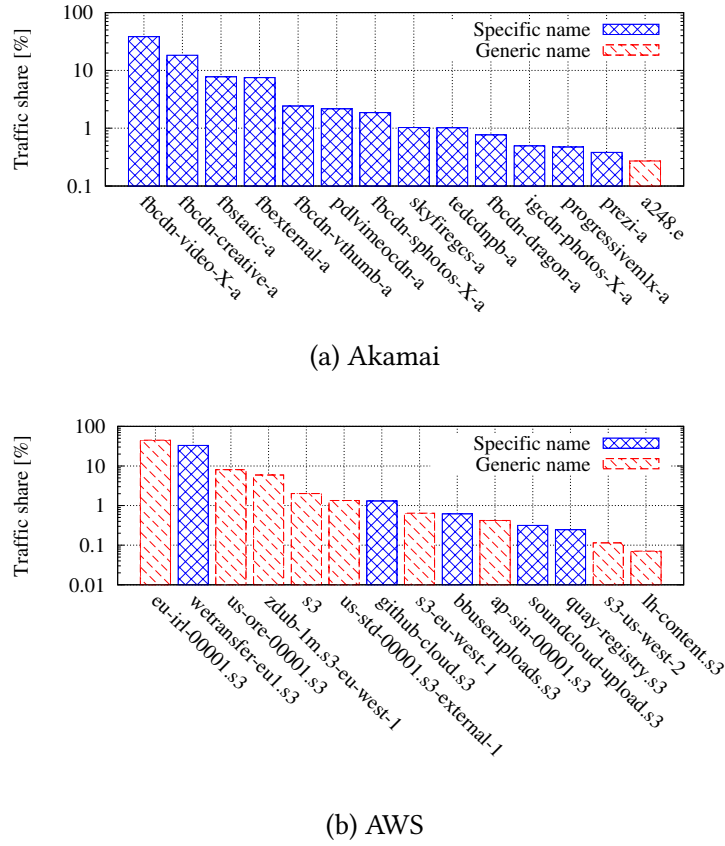 Traffic share [%]
100
10
1
0.1
Specific name
Generic name
fbcdn-video-X-a
fbcdn-creative-a
fbstatic-a
fbexternal-a
fbcdn-vthumb-a
pdlvimeocdn-a
fbcdn-sphotos-X-a
skyfiregcs-a
tedcdnpb-a
fbcdn-dragon-a
igcdn-photos-X-a
progressivemlx-a
prezi-a
a248.e
(a) Akamai
Traffic share [%]
100
10
1
0.1
0.01
Specific name
Generic name
eu-irl-00001.s3
wetransfer-eu1.s3
us-ore-00001.s3
zdub-1m.s3-eu-west-1
s3
us-std-00001.s3-external-1
github-cloud.s3
s3-eu-west-1
bbuseruploads.s3
ap-sin-00001.s3
soundcloud-upload.s3
quay-registry.s3
s3-us-west-2
lh-content.s3
(b) AWS